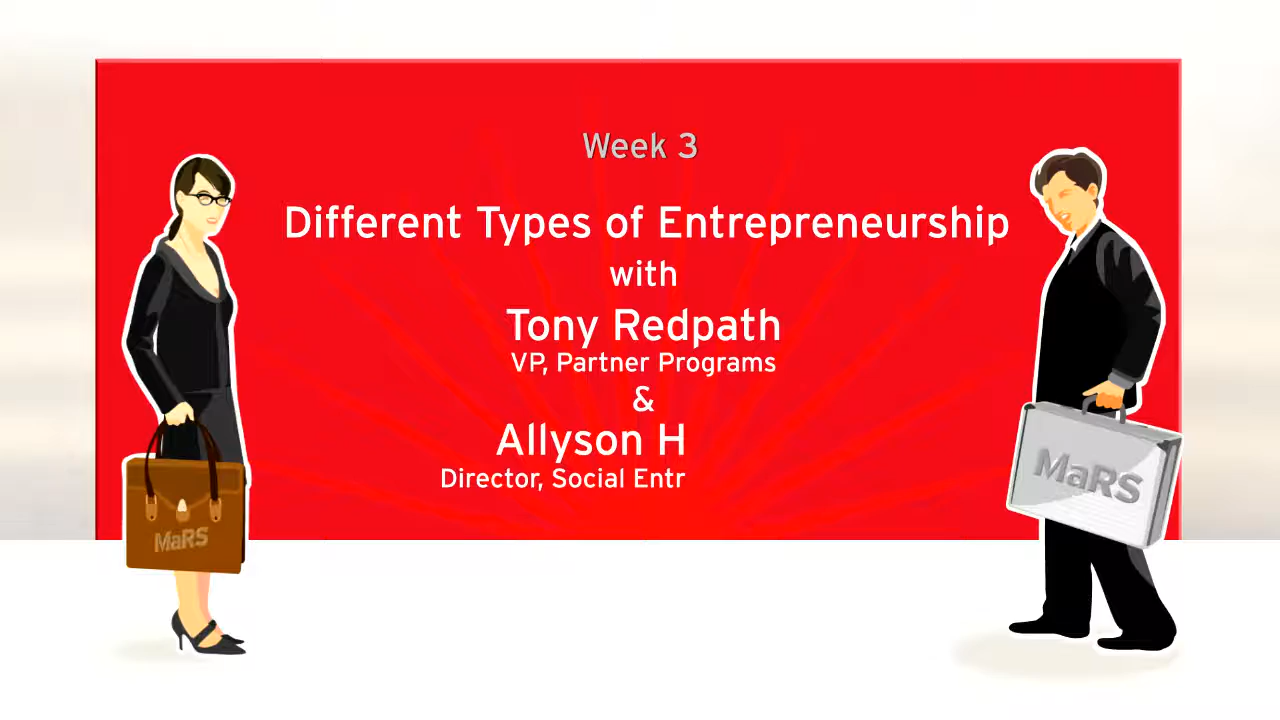 Week 3
Different Types of Entrepreneurship
with
Tony Redpath
VP, Partner Programs
&
Allyson H
Director, Social Entr
MaRS
MaRS